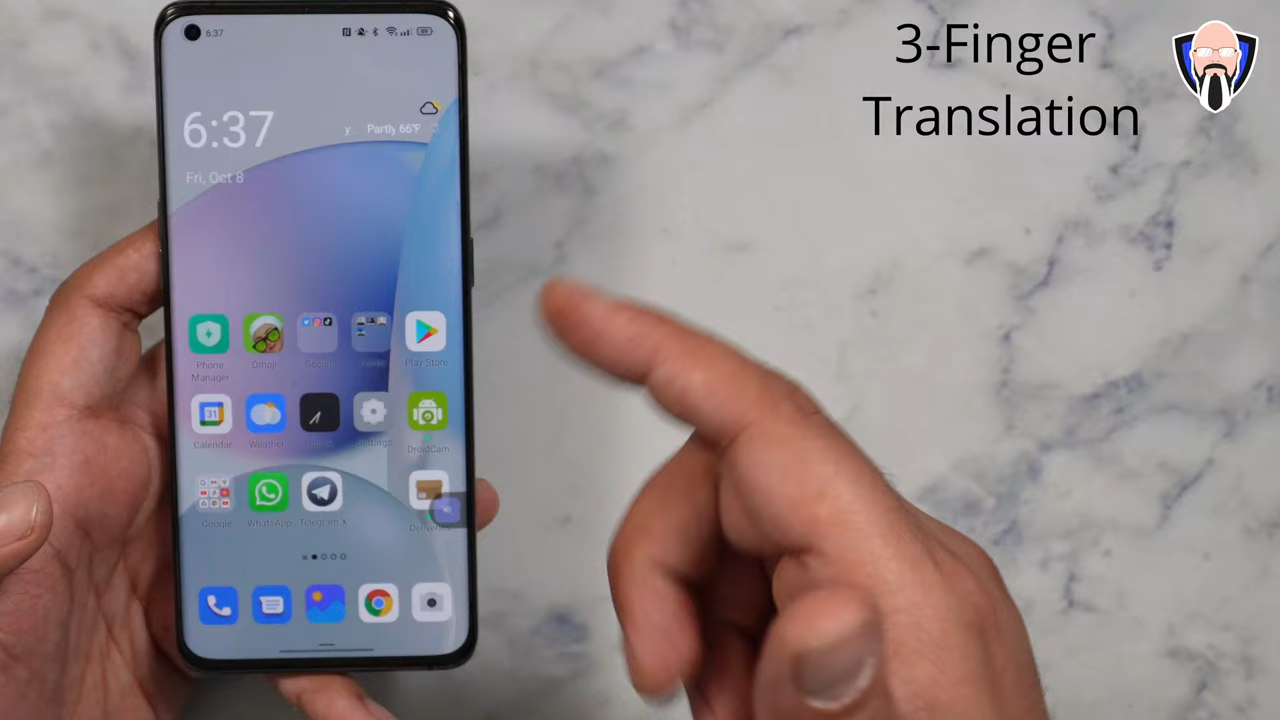 3-Finger
Translation
6:37
6:37
Partly 66°F
Fri, Oct 8
Phone
Manager
Omoji
Play Store
31
Calendar
Weather
Settings
DroidCam
Google
WhatsApp
Telegram X